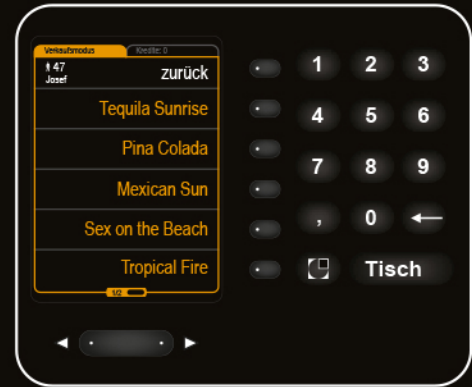 Verkaufsmodus Kredite: 0
47 zurück
Josef
Tequila Sunrise
Pina Colada
Mexican Sun
Sex on the Beach
Tropical Fire
1/2
1 2 3
4 5 6
7 8 9
, 0 ←
Tisch